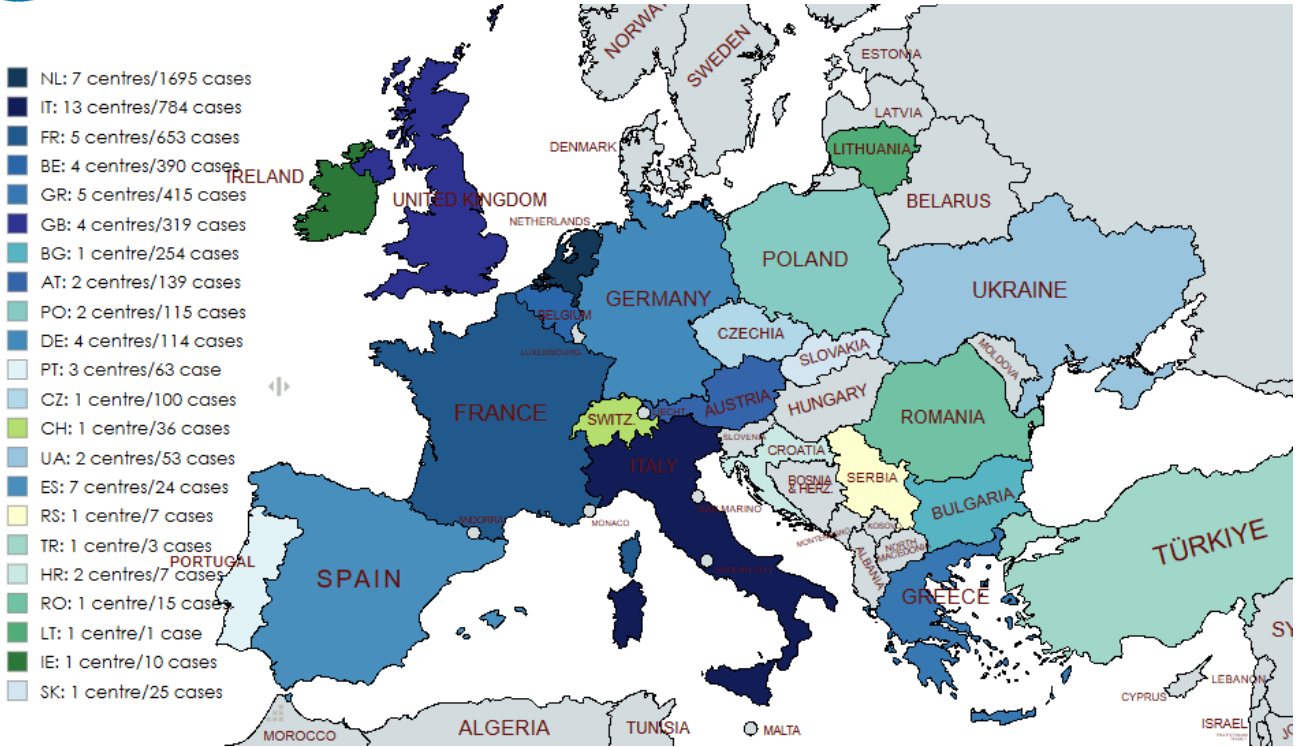 NL: 7 centres/1695 cases
IT: 13 centres/784 cases
FR: 5 centres/653 cases
BE: 4 centres/390 cases
GR: 5 centres/415 cases
GB: 4 centres/319 cases
BG: 1 centre/254 cases
AT: 2 centres/139 cases
PO: 2 centres/115 cases
DE: 4 centres/114 cases
PT: 3 centres/63 case
CZ: 1 centre/100 cases
CH: 1 centre/36 cases
UA: 2 centres/53 cases
ES: 7 centres/24 cases
RS: 1 centre/7 cases
TR: 1 centre/3 cases
HR: 2 centres/7 cases
RO: 1 centre/15 cases
LT: 1 centre/1 case
IE: 1 centre/10 cases
SK: 1 centre/25 cases
NORWAY
SWEDEN
ESTONIA
LATVIA
DENMARK
LITHUANIA
IRELAND
UNITED KINGDOM
BELARUS
NETHERLANDS
POLAND
GERMANY
UKRAINE
BELGIUM
CZECHIA
LUXEMBOURG
SLOVAKIA
MOLDOVA
FRANCE
AUSTRIA
HUNGARY
LIECHT.
SWITZ.
ROMANIA
SLOVENIA
CROATIA
ITALY
BOSNIA
& HERZ.
SERBIA
SAN MARINO
BULGARIA
MONACO
ANDORRA
KOSOVO
MONTENEGRO
NORTH
MACEDONIA
ALBANIA
VATICAN CITY
TÜRKIYE
PORTUGAL
SPAIN
GREECE
SY
CYPRUS
LEBANON
ISRAEL
JO
MOROCCO
ALGERIA
TUNISIA
MALTA